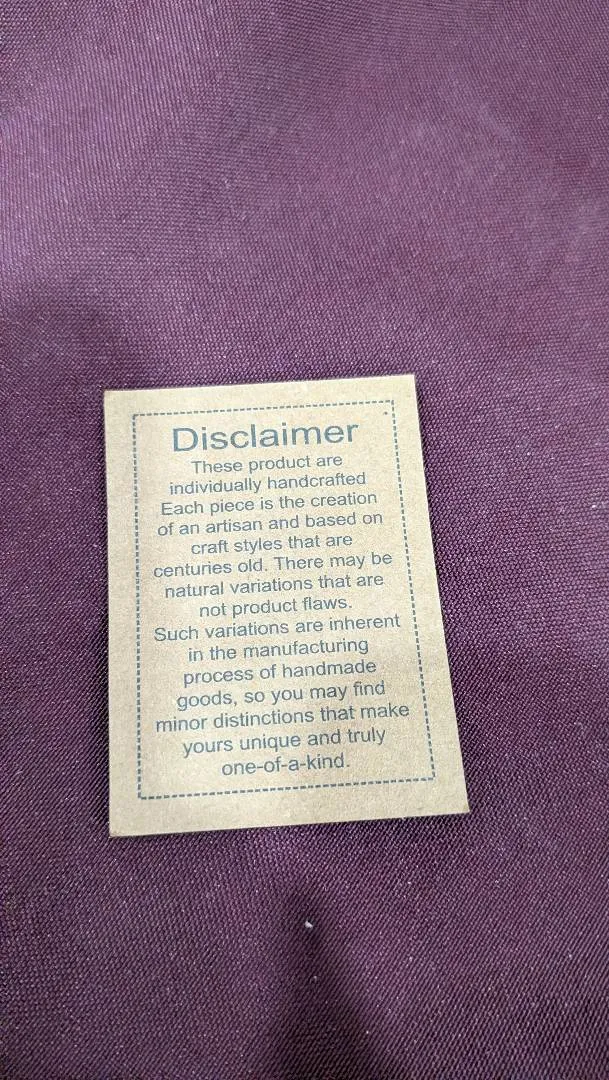 Disclaimer
These product are
individually handcrafted
Each piece is the creation
of an artisan and based on
craft styles that are
centuries old. There may be
natural variations that are
not product flaws.
Such variations are inherent
in the manufacturing
process of handmade
goods, so you may find
minor distinctions that make
yours unique and truly
one-of-a-kind.